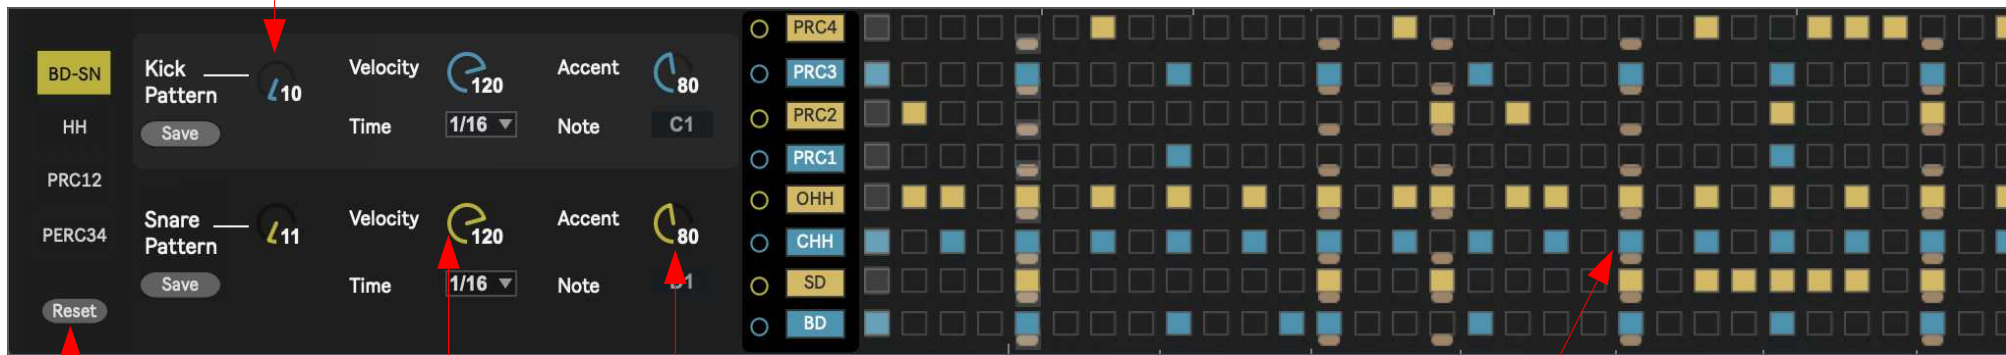 BD-SN
HH
PRC12
PERC34
Reset
Kick
Pattern
10
Save
Velocity
120
Accent
80
Time
1/16
Note
C1
Snare
Pattern
11
Save
Velocity
120
Accent
80
Time
1/16
Note
PRC4
PRC3
PRC2
PRC1
OHH
CHH
SD
BD